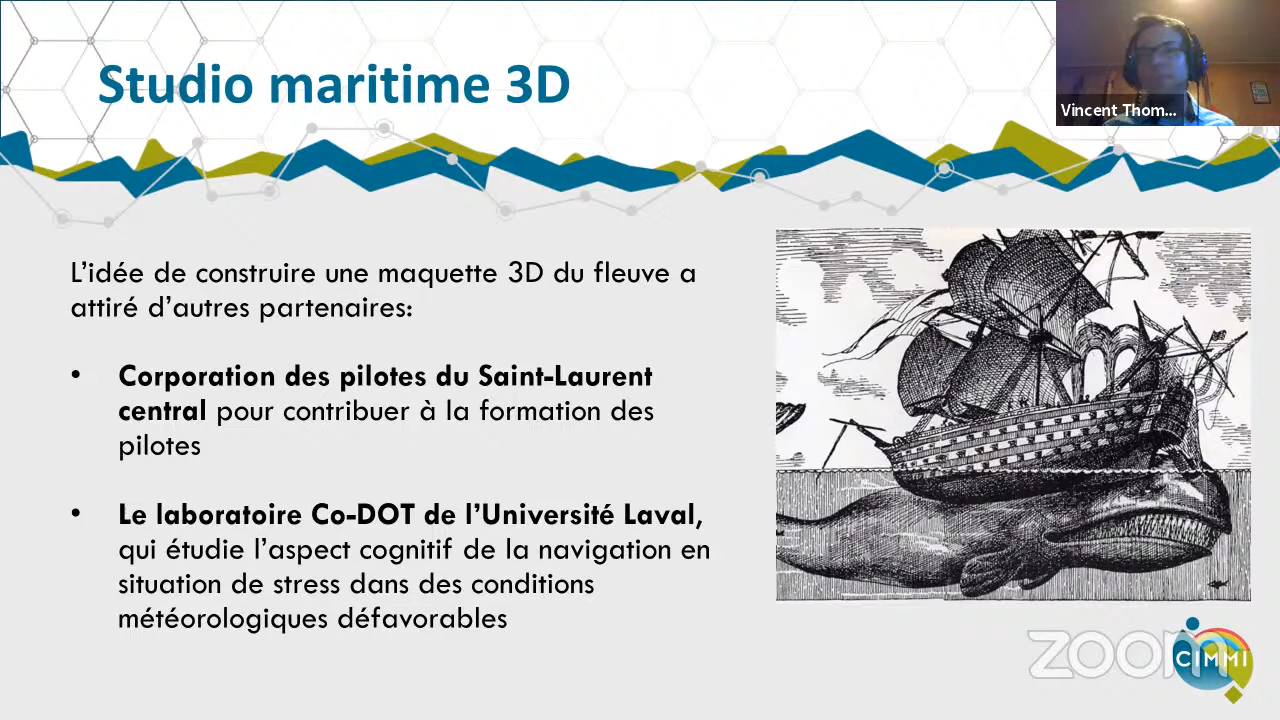 Studio maritime 3D
Vincent Thom...
L'idée de construire une maquette 3D du fleuve a
attiré d'autres partenaires:
• Corporation des pilotes du Saint-Laurent
central pour contribuer à la formation des
pilotes
• Le laboratoire Co-DOT de l'Université Laval,
qui étudie l'aspect cognitif de la navigation en
situation de stress dans des conditions
météorologiques défavorables
zoom
CIMMI